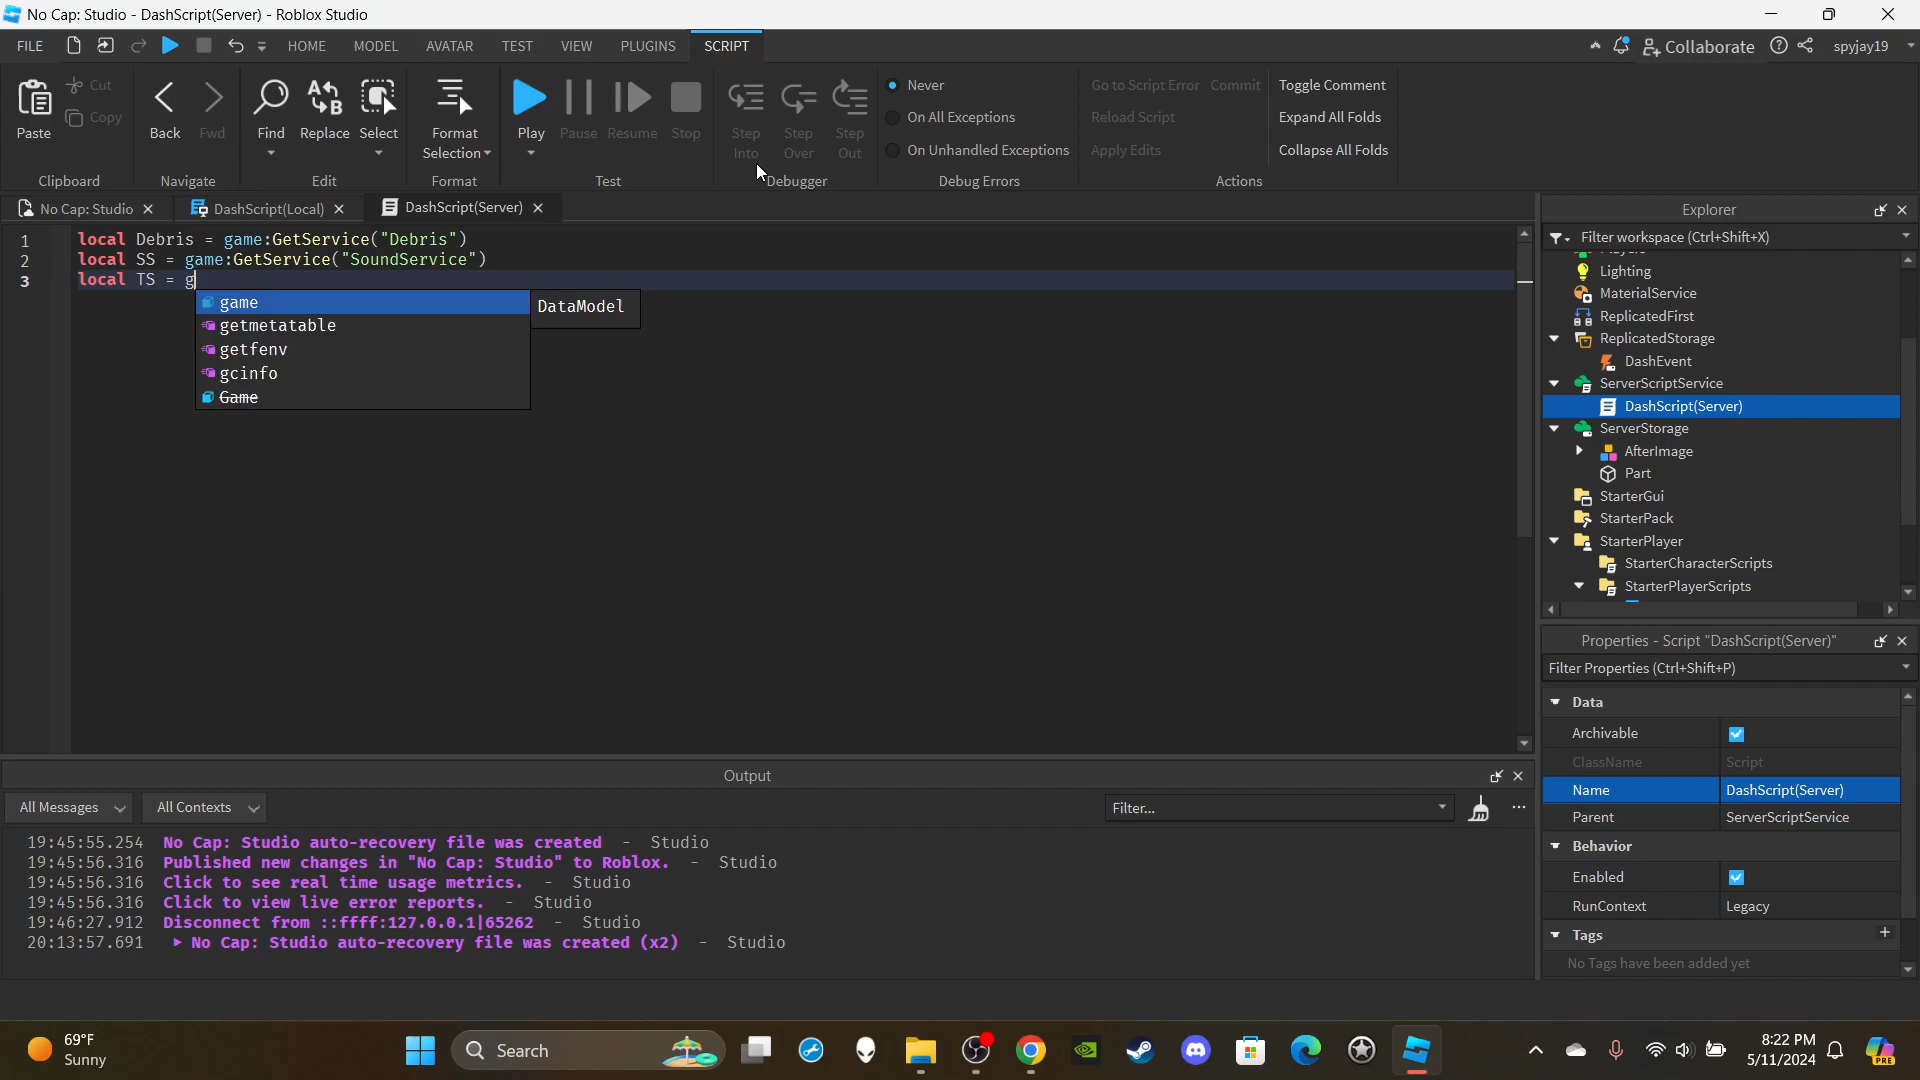 No Cap: Studio - DashScript(Server) - Roblox Studio
FILE HOME MODEL AVATAR TEST VIEW PLUGINS SCRIPT Collaborate spyjay19
Paste Cut Copy Back Fwd Find Replace Select Format Selection Play Pause Resume Stop Step Into Step Over Step Out
Never
On All Exceptions
On Unhandled Exceptions
Go to Script Error Commit
Reload Script
Apply Edits
Toggle Comment
Expand All Folds
Collapse All Folds
Clipboard Navigate Edit Format Test Debugger Debug Errors Actions
No Cap: Studio DashScript(Local) DashScript(Server)
1 local Debris = game:GetService("Debris")
2 local SS = game:GetService("SoundService")
3 local TS = g
game DataModel
getmetatable
getfenv
gcinfo
Game
Explorer
Filter workspace (Ctrl+Shift+X)
Players
Lighting
MaterialService
ReplicatedFirst
ReplicatedStorage
DashEvent
ServerScriptService
DashScript(Server)
ServerStorage
AfterImage
Part
StarterGui
StarterPack
StarterPlayer
StarterCharacterScripts
StarterPlayerScripts
Properties - Script "DashScript(Server)"
Filter Properties (Ctrl+Shift+P)
Data
Archivable
ClassName Script
Name DashScript(Server)
Parent ServerScriptService
Behavior
Enabled
RunContext Legacy
Tags +
No Tags have been added yet
Output
All Messages All Contexts Filter...
19:45:55.254 No Cap: Studio auto-recovery file was created - Studio
19:45:56.316 Published new changes in "No Cap: Studio" to Roblox. - Studio
19:45:56.316 Click to see real time usage metrics. - Studio
19:45:56.316 Click to view live error reports. - Studio
19:46:27.912 Disconnect from ::ffff:127.0.0.1|65262 - Studio
20:13:57.691 No Cap: Studio auto-recovery file was created (x2) - Studio
69°F
Sunny
Search
8:22 PM
5/11/2024
PRE